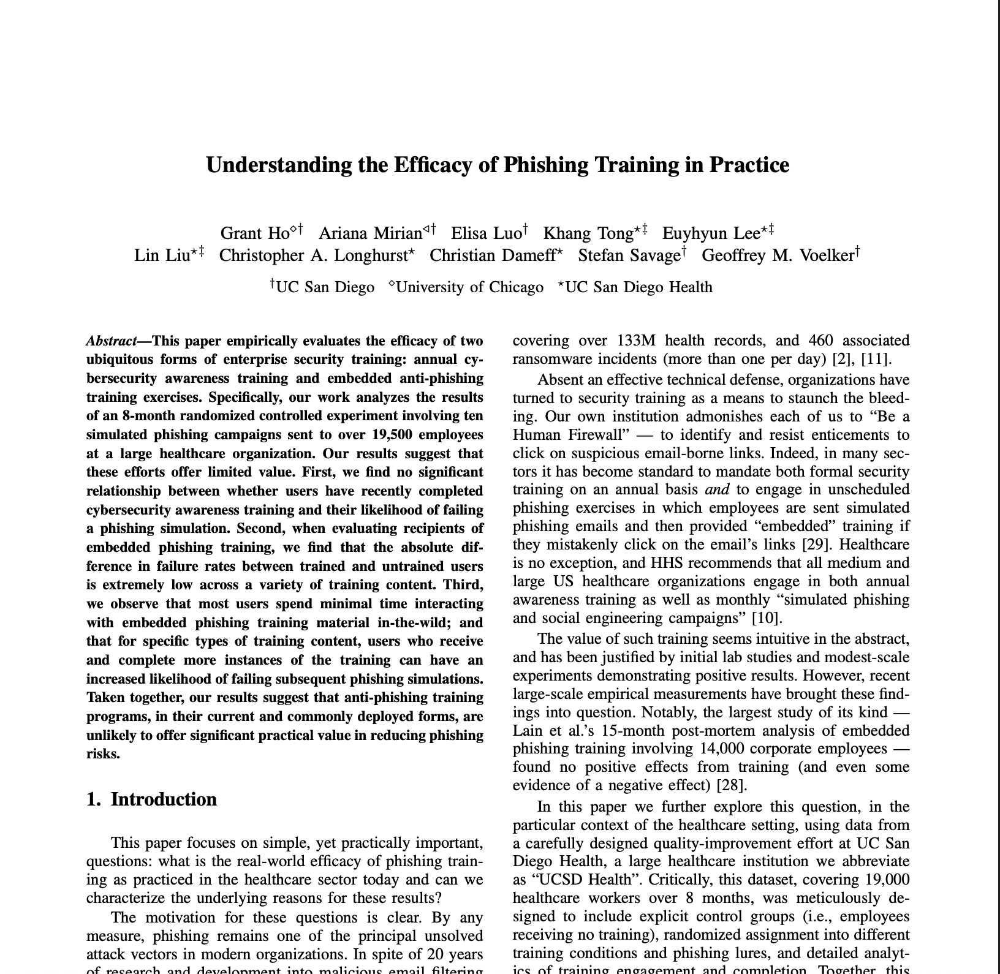 Understanding the Efficacy of Phishing Training in Practice
Grant Ho⋄† Ariana Mirian◁† Elisa Luo† Khang Tong⋆‡ Euyhyun Lee⋆‡
Lin Liu⋆‡ Christopher A. Longhurst⋆ Christian Dameff⋆ Stefan Savage† Geoffrey M. Voelker†
†UC San Diego ⋄University of Chicago ⋆UC San Diego Health
Abstract—This paper empirically evaluates the efficacy of two
ubiquitous forms of enterprise security training: annual cy-
bersecurity awareness training and embedded anti-phishing
training exercises. Specifically, our work analyzes the results
of an 8-month randomized controlled experiment involving ten
simulated phishing campaigns sent to over 19,500 employees
at a large healthcare organization. Our results suggest that
these efforts offer limited value. First, we find no significant
relationship between whether users have recently completed
cybersecurity awareness training and their likelihood of failing
a phishing simulation. Second, when evaluating recipients of
embedded phishing training, we find that the absolute dif-
ference in failure rates between trained and untrained users
is extremely low across a variety of training content. Third,
we observe that most users spend minimal time interacting
with embedded phishing training material in-the-wild; and
that for specific types of training content, users who receive
and complete more instances of the training can have an
increased likelihood of failing subsequent phishing simulations.
Taken together, our results suggest that anti-phishing training
programs, in their current and commonly deployed forms, are
unlikely to offer significant practical value in reducing phishing
risks.
1. Introduction
This paper focuses on simple, yet practically important,
questions: what is the real-world efficacy of phishing train-
ing as practiced in the healthcare sector today and can we
characterize the underlying reasons for these results?
The motivation for these questions is clear. By any
measure, phishing remains one of the principal unsolved
attack vectors in modern organizations. In spite of 20 years
of research and development into malicious email filtering
covering over 133M health records, and 460 associated
ransomware incidents (more than one per day) [2], [11].
Absent an effective technical defense, organizations have
turned to security training as a means to staunch the bleed-
ing. Our own institution admonishes each of us to “Be a
Human Firewall” — to identify and resist enticements to
click on suspicious email-borne links. Indeed, in many sec-
tors it has become standard to mandate both formal security
training on an annual basis and to engage in unscheduled
phishing exercises in which employees are sent simulated
phishing emails and then provided “embedded” training if
they mistakenly click on the email’s links [29]. Healthcare
is no exception, and HHS recommends that all medium and
large US healthcare organizations engage in both annual
awareness training as well as monthly “simulated phishing
and social engineering campaigns” [10].
The value of such training seems intuitive in the abstract,
and has been justified by initial lab studies and modest-scale
experiments demonstrating positive results. However, recent
large-scale empirical measurements have brought these find-
ings into question. Notably, the largest study of its kind —
Lain et al.’s 15-month post-mortem analysis of embedded
phishing training involving 14,000 corporate employees —
found no positive effects from training (and even some
evidence of a negative effect) [28].
In this paper we further explore this question, in the
particular context of the healthcare setting, using data from
a carefully designed quality-improvement effort at UC San
Diego Health, a large healthcare institution we abbreviate
as “UCSD Health”. Critically, this dataset, covering 19,000
healthcare workers over 8 months, was meticulously de-
signed to include explicit control groups (i.e., employees
receiving no training), randomized assignment into different
training conditions and phishing lures, and detailed analyt-
ics of training engagement and completion. Together, this